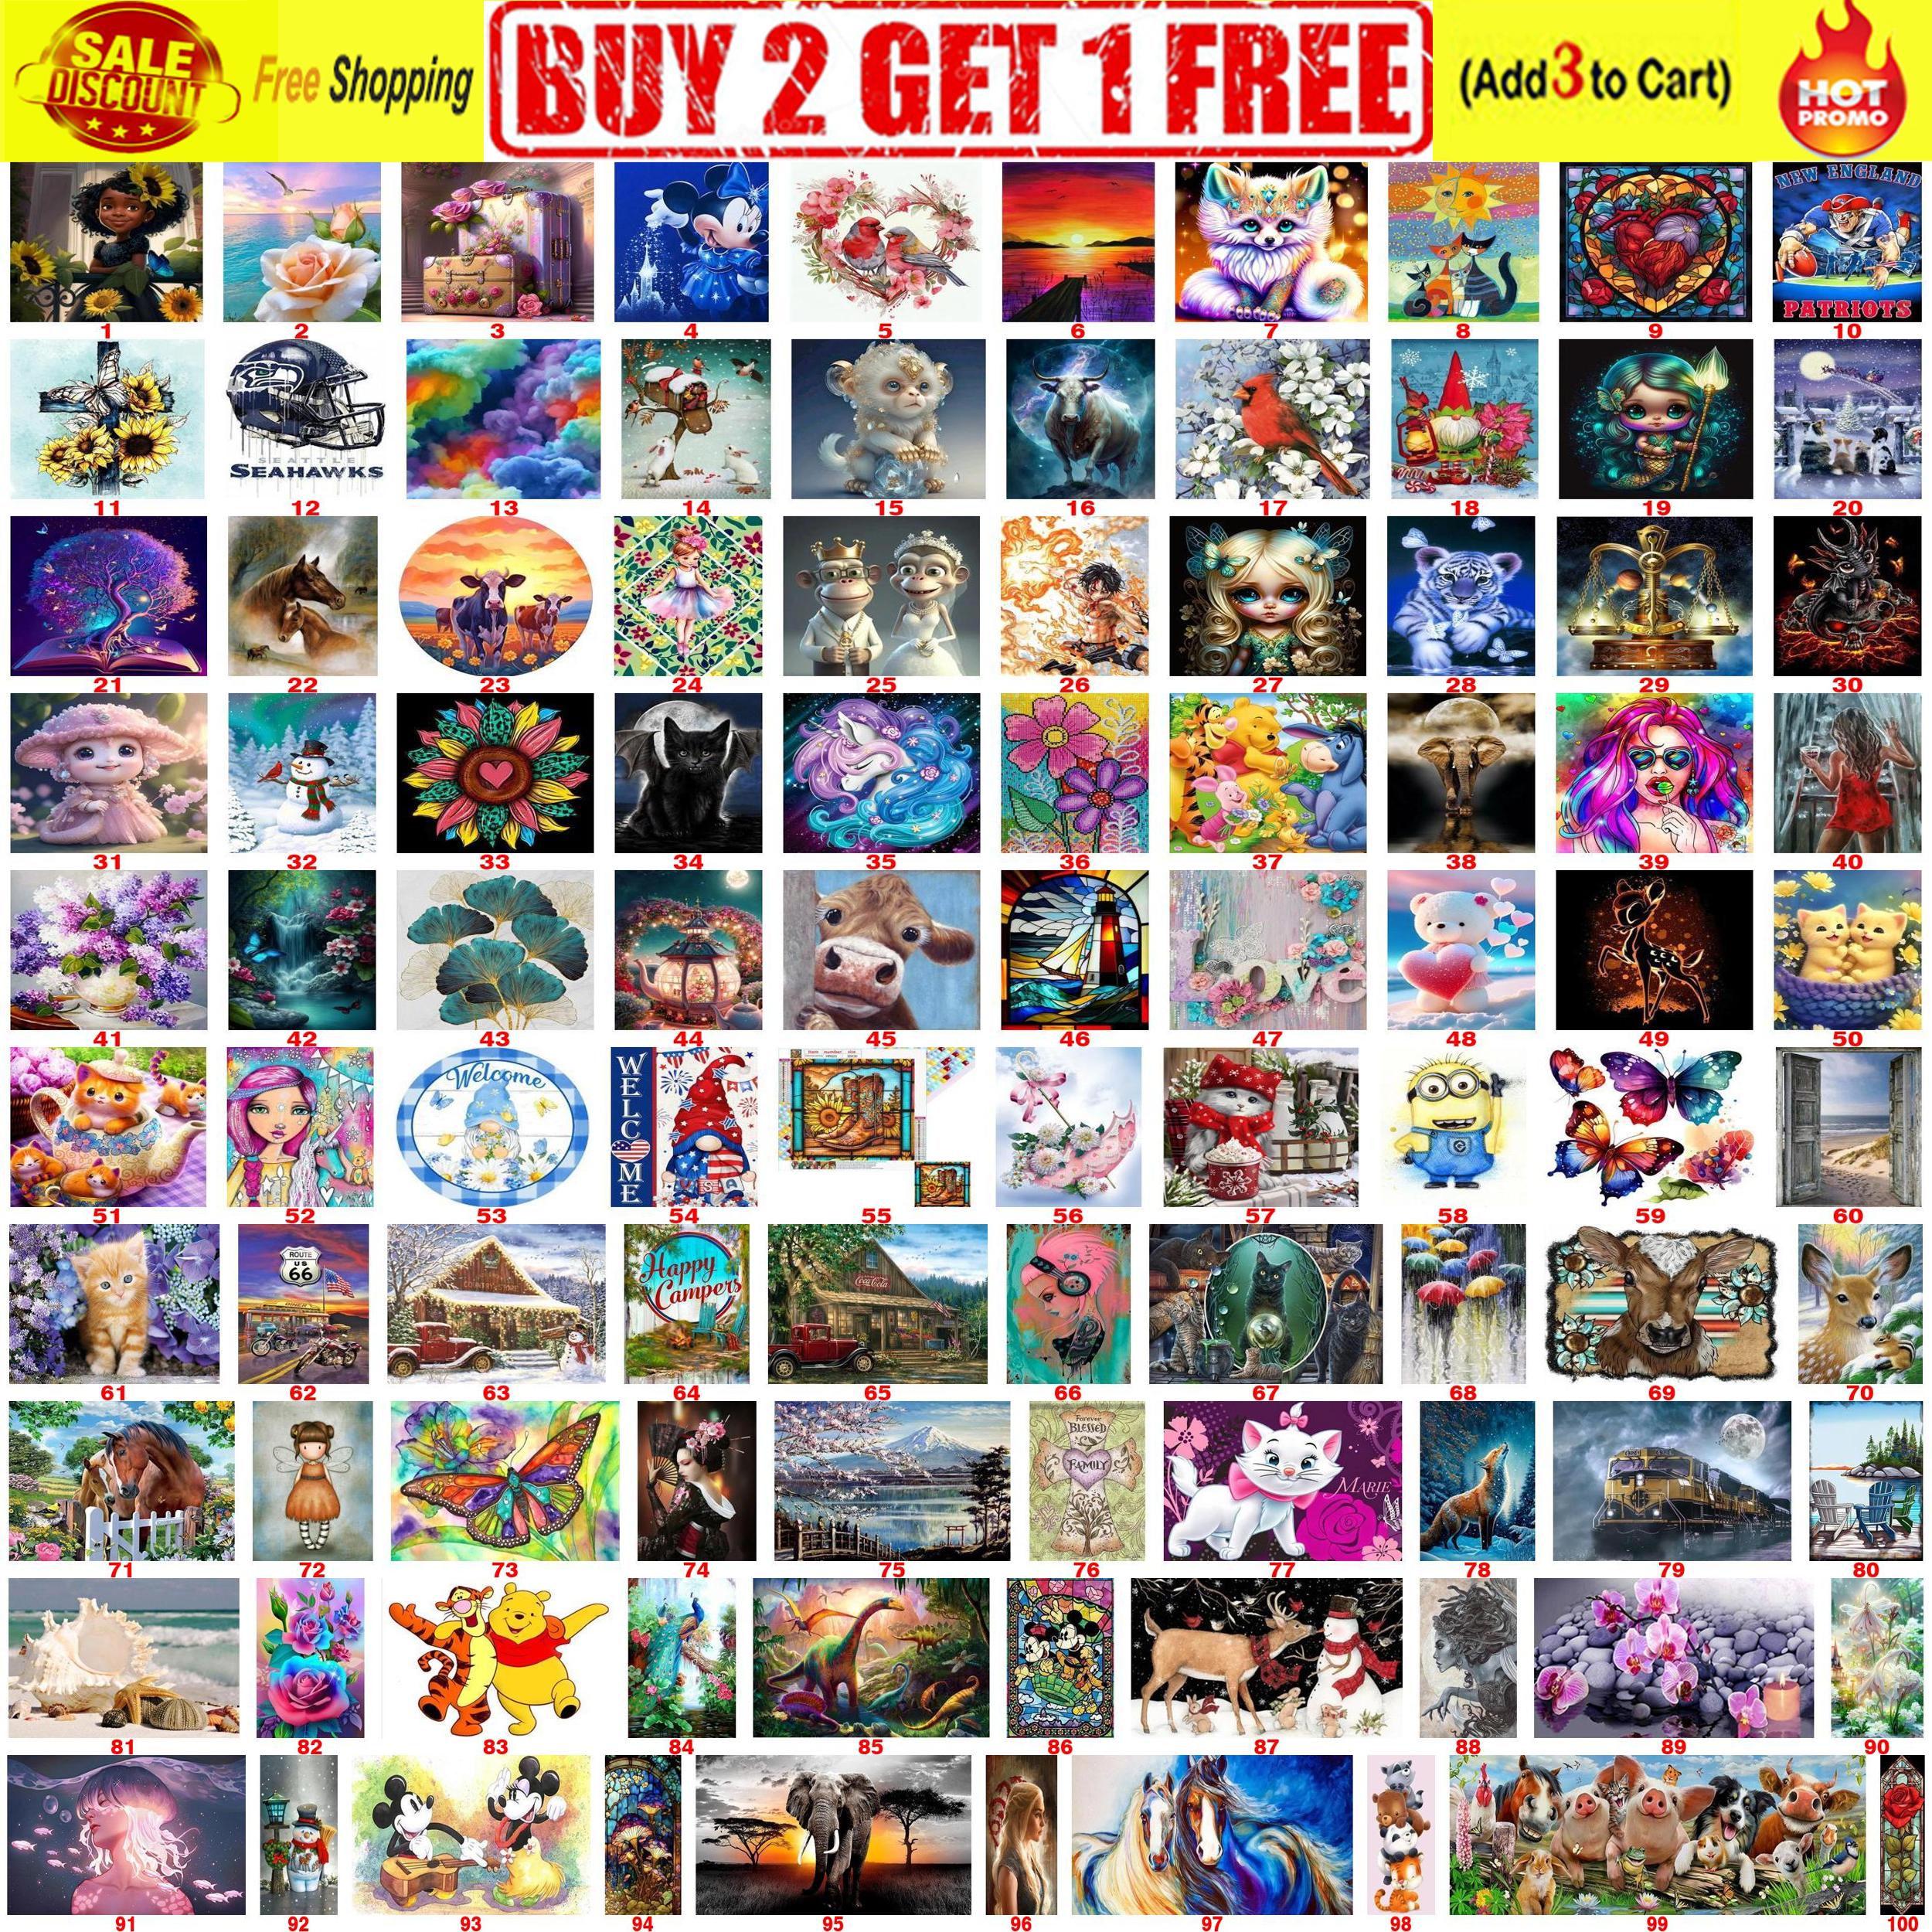 SALE
DISCOUNT
Free Shopping
BUY 2 GET 1 FREE
(Add 3 to Cart)
HOT
PROMO
NEW ENGLAND
PATRIOTS
1 2 3 4 5 6 7 8 9 10
SEATTLE
SEAHAWKS
11 12 13 14 15 16 17 18 19 20
21 22 23 24 25 26 27 28 29 30
31 32 33 34 35 36 37 38 39 40
LOVE
41 42 43 44 45 46 47 48 49 50
Welcome
WELCOME
USA
51 52 53 54 55 56 57 58 59 60
ROUTE
US
66
Happy
Campers
Coca-Cola
61 62 63 64 65 66 67 68 69 70
Forever
BLESSED
FAMILY
MARIE
71 72 73 74 75 76 77 78 79 80
81 82 83 84 85 86 87 88 89 90
91 92 93 94 95 96 97 98 99 100